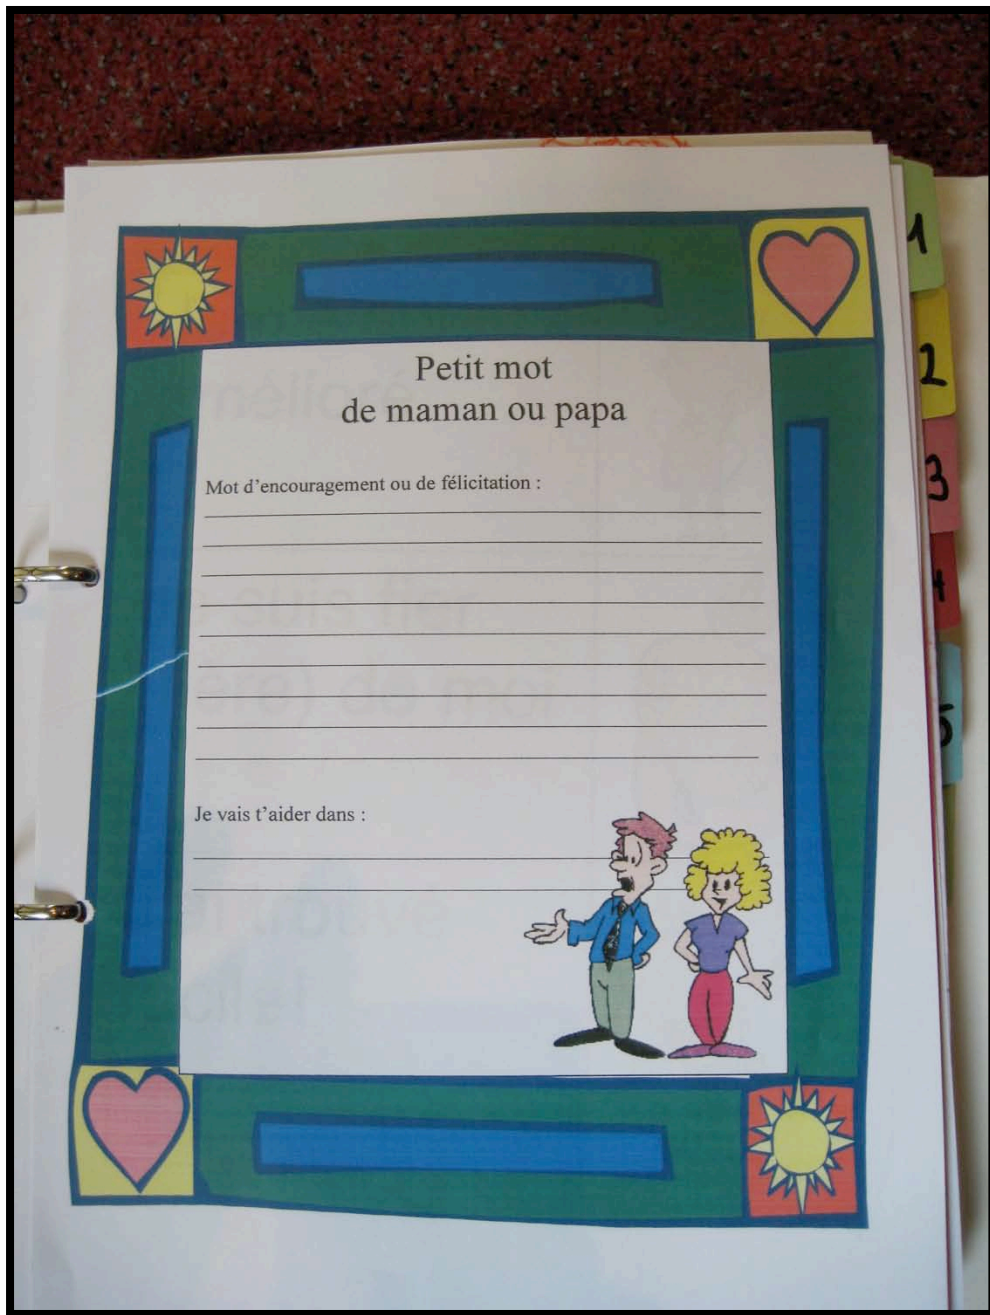 Petit mot
de maman ou papa
Mot d'encouragement ou de félicitation :
Je vais t'aider dans :
1
2
3
4
5